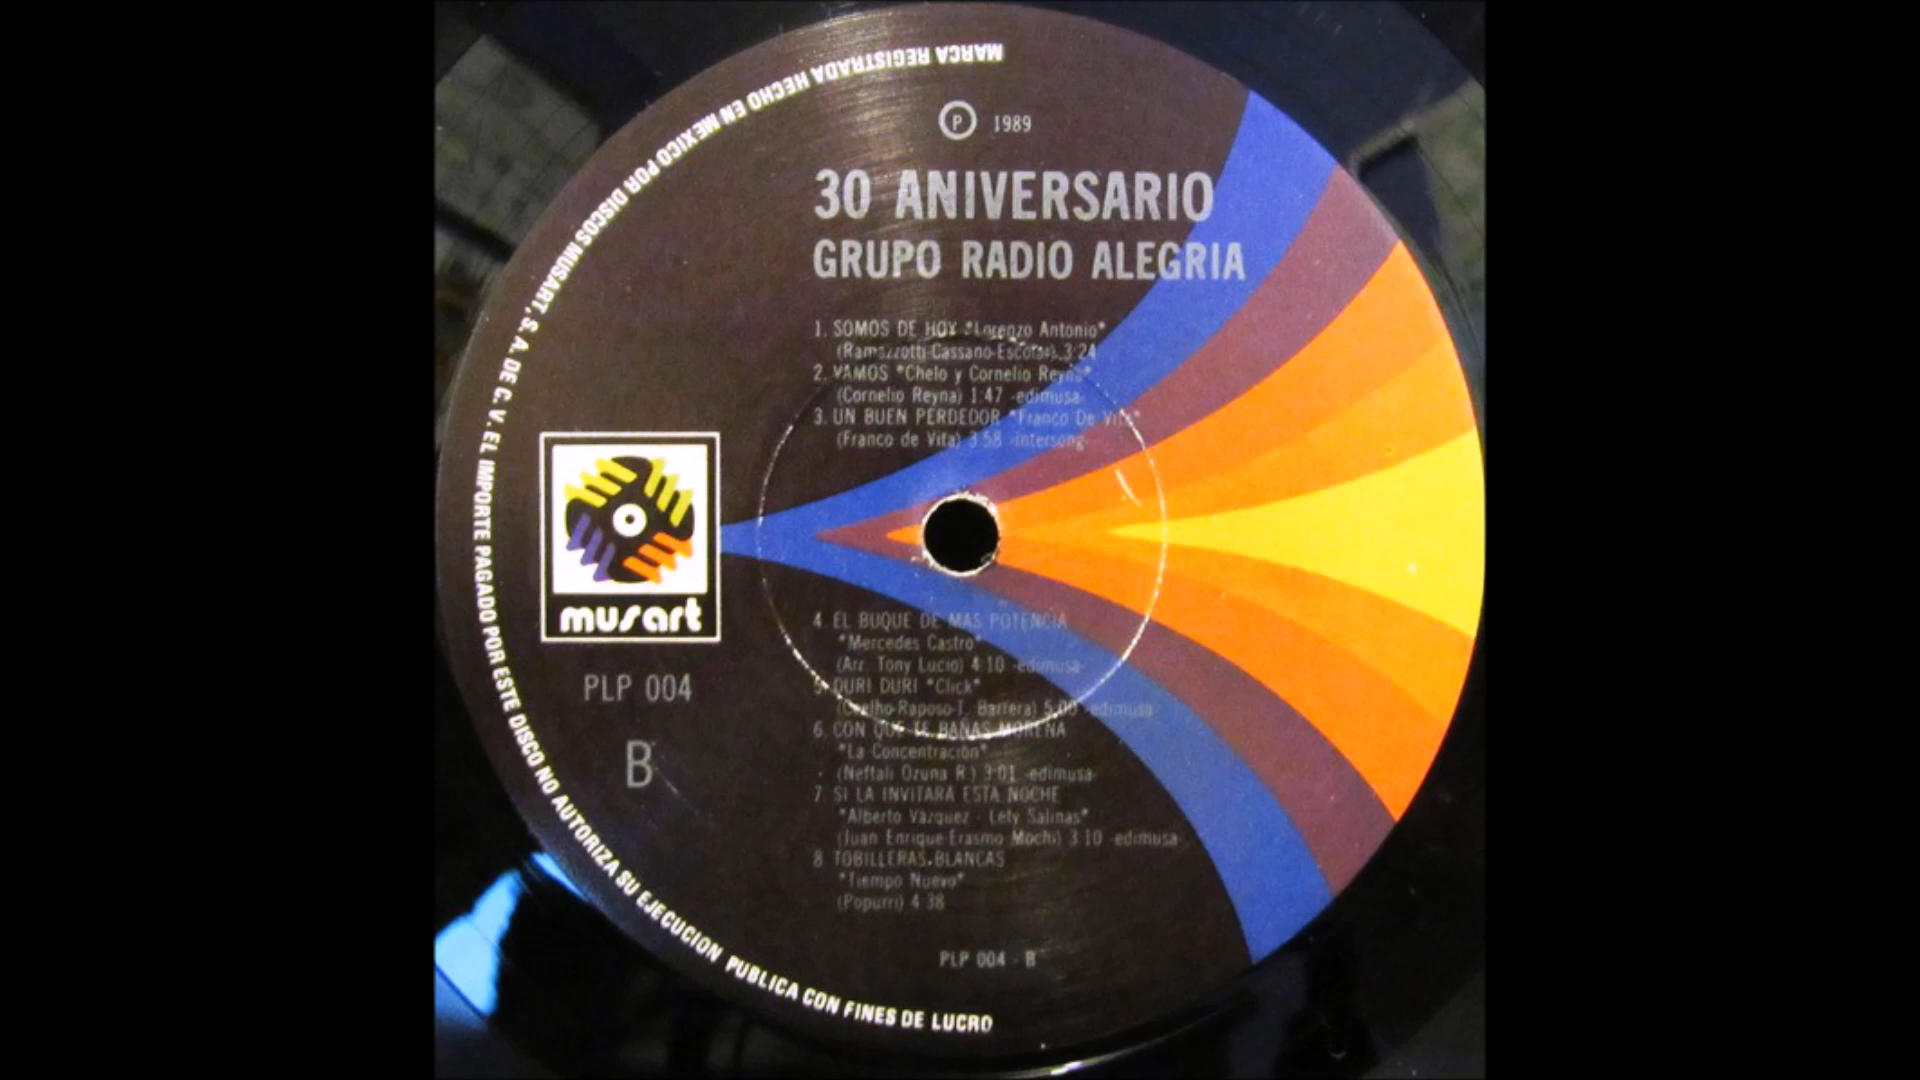 MARCA REGISTRADA HECHO EN MEXICO POR DISCOS MUSART, S. A. DE C. V. EL IMPORTE PAGADO POR ESTE DISCO NO AUTORIZA SU EJECUCION PUBLICA CON FINES DE LUCRO
Ⓟ 1989
30 ANIVERSARIO
GRUPO RADIO ALEGRIA
1. SOMOS DE HOY *Lorenzo Antonio*
(Ramazzotti-Cassano-Escolar) 3:24
2. VAMOS *Chelo y Cornelio Reyna*
(Cornelio Reyna) 1:47 -edimusa-
3. UN BUEN PERDEDOR *Franco De Vita*
(Franco de Vita) 3:58 -intersong-
musart
PLP 004
B
4. EL BUQUE DE MAS POTENCIA
*Mercedes Castro*
(Arr. Tony Lucio) 4:10 -edimusa-
5. DURI DURI *Click*
(Coelho-Raposo-T. Barrera) 5:00 -edimusa
6. CON QUE TE BAÑAS MORENA
*La Concentración*
(Neftali Ozuna R.) 3:01 -edimusa-
7. SI LA INVITARA ESTA NOCHE
*Alberto Vázquez - Lety Salinas*
(Juan Enrique-Erasmo Mochi) 3:10 -edimusa-
8. TOBILLERAS BLANCAS
*Tiempo Nuevo*
(Popurri) 4:38
PLP 004 - B